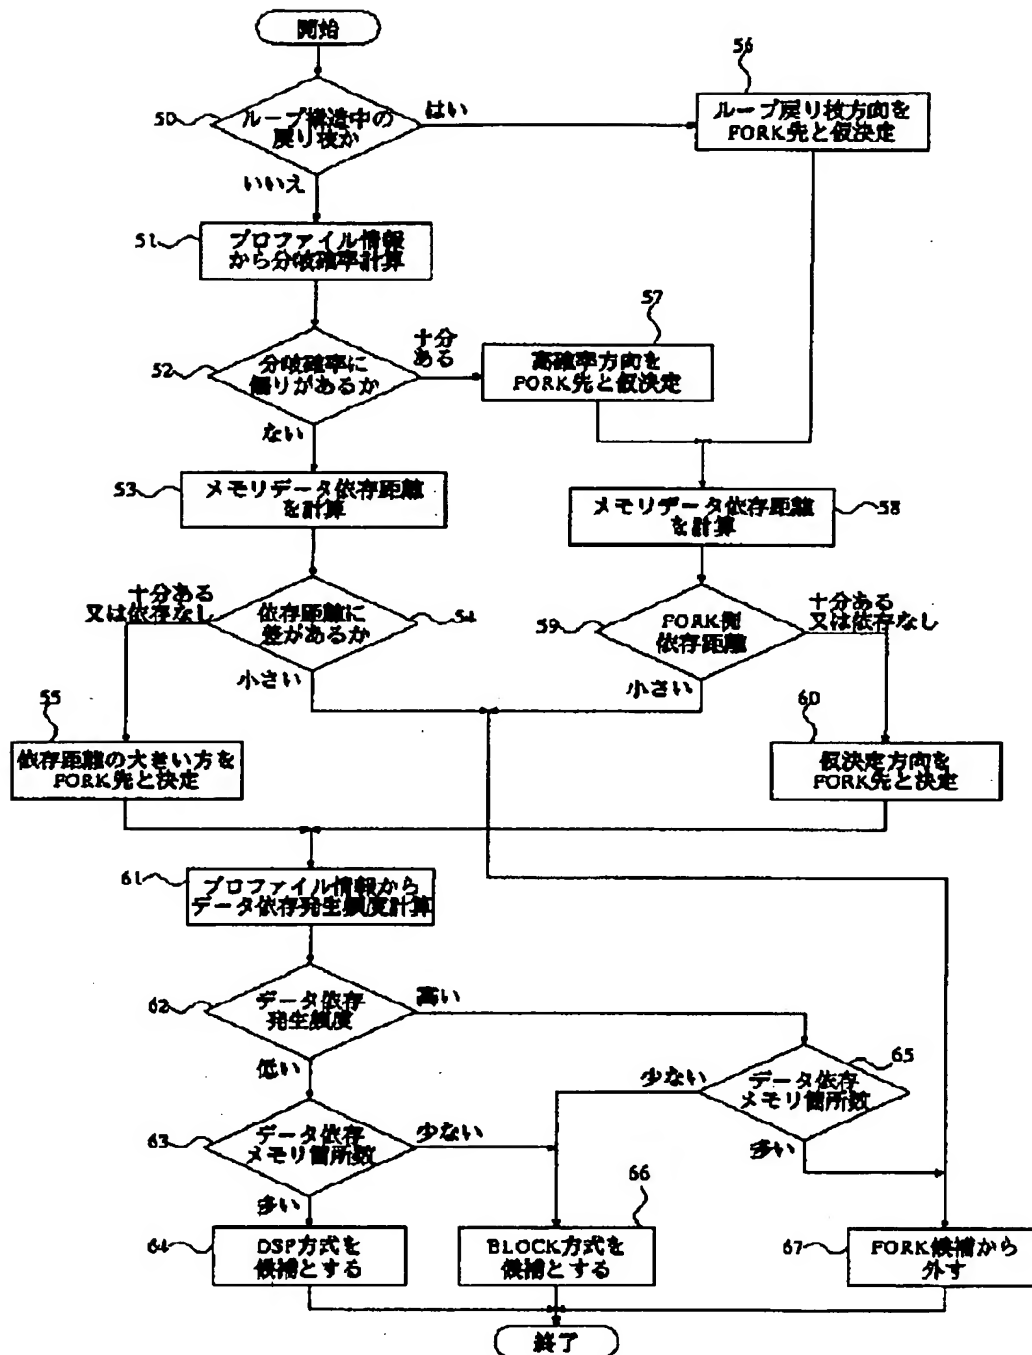 開始
50
ループ構造中の
戻り枝か
はい
いいえ
56
ループ戻り枝方向を
FORK先と仮決定
51
プロファイル情報
から分岐確率計算
52
分岐確率に
偏りがあるか
十分
ある
ない
57
高確率方向を
FORK先と仮決定
53
メモリデータ依存距離
を計算
メモリデータ依存距離
を計算
58
十分ある
又は依存なし
依存距離に
差があるか
54
小さい
59
FORK側
依存距離
十分ある
又は依存なし
小さい
55
依存距離の大きい方を
FORK先と決定
60
仮決定方向を
FORK先と決定
61
プロファイル情報から
データ依存発生頻度計算
62
データ依存
発生頻度
高い
低い
65
データ依存
メモリ箇所数
少ない
多い
63
データ依存
メモリ箇所数
少ない
多い
64
DSP方式を
候補とする
66
BLOCK方式を
候補とする
67
FORK候補から
外す
終了